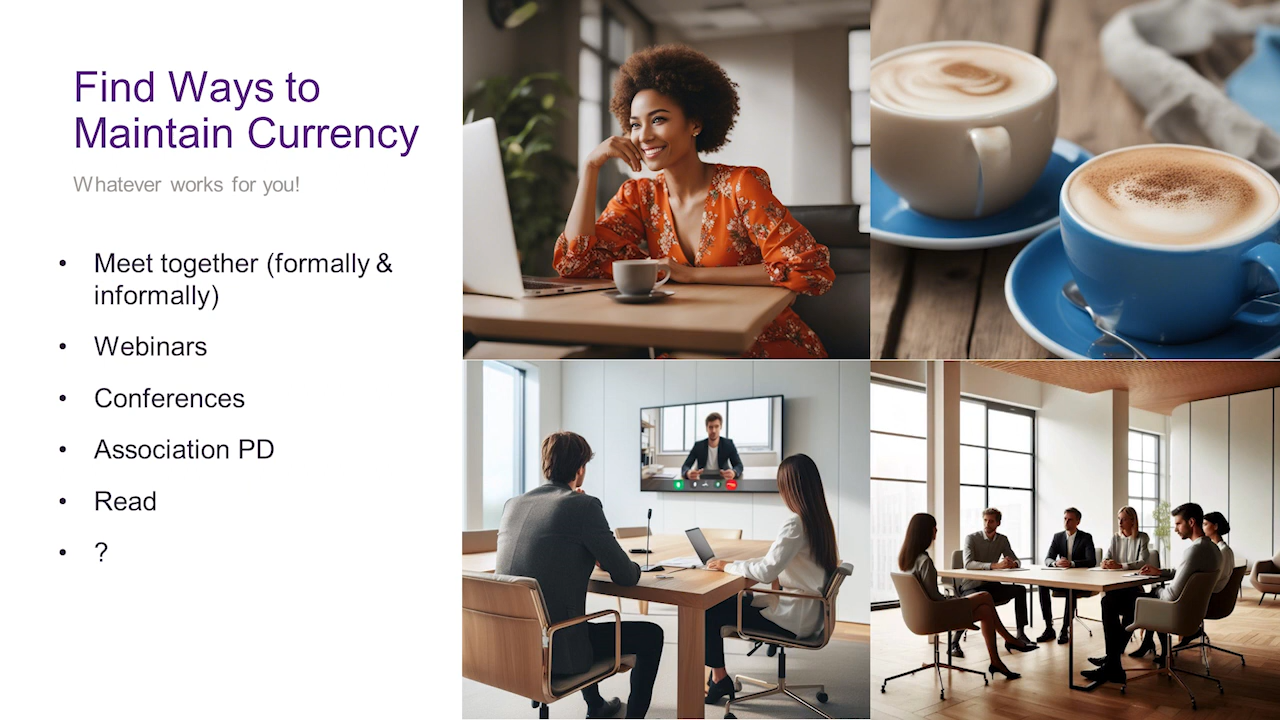 Find Ways to
Maintain Currency
Whatever works for you!
• Meet together (formally &
informally)
• Webinars
• Conferences
• Association PD
• Read
• ?